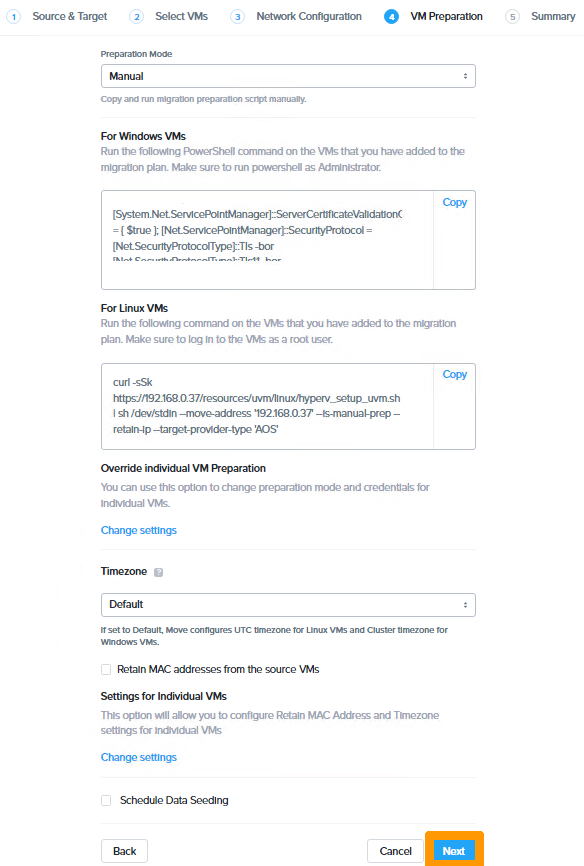 1 Source & Target 2 Select VMs 3 Network Configuration 4 VM Preparation 5 Summary
Preparation Mode
Manual
Copy and run migration preparation script manually.
For Windows VMs
Run the following PowerShell command on the VMs that you have added to the
migration plan. Make sure to run powershell as Administrator.
Copy
[System.Net.ServicePointManager]::ServerCertificateValidationC
= { $true }; [Net.ServicePointManager]::SecurityProtocol =
[Net.SecurityProtocolType]::Tls -bor
[Net.SecurityProtocolType]::Tls11 -bor
For Linux VMs
Run the following command on the VMs that you have added to the migration
plan. Make sure to log in to the VMs as a root user.
Copy
curl -sSk
https://192.168.0.37/resources/uvm/linux/hyperv_setup_uvm.sh
| sh /dev/stdin --move-address '192.168.0.37' --is-manual-prep --
retain-ip --target-provider-type 'AOS'
Override individual VM Preparation
You can use this option to change preparation mode and credentials for
individual VMs.
Change settings
Timezone ?
Default
If set to Default, Move configures UTC timezone for Linux VMs and Cluster timezone for
Windows VMs.
Retain MAC addresses from the source VMs
Settings for Individual VMs
This option will allow you to configure Retain MAC Address and Timezone
settings for individual VMs
Change settings
Schedule Data Seeding
Back Cancel Next